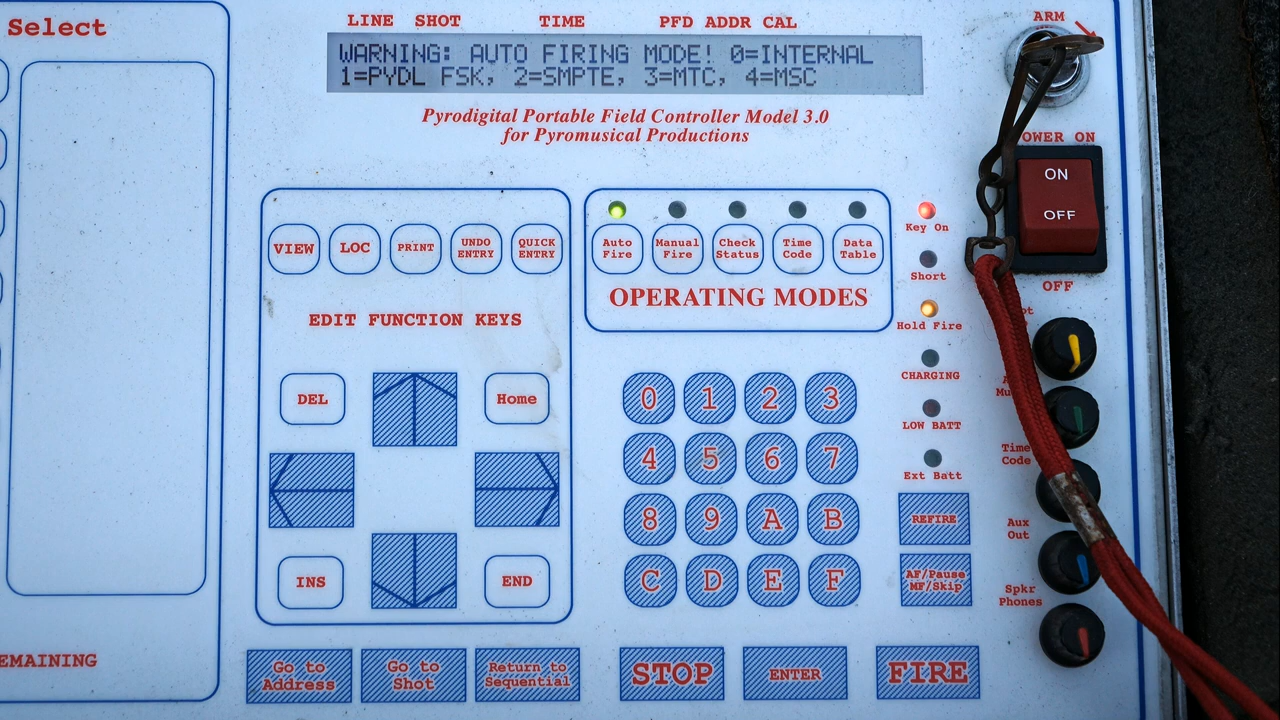 Select
LINE SHOT TIME PFD ADDR CAL
WARNING: AUTO FIRING MODE! 0=INTERNAL
1=PYDL FSK, 2=SMPTE, 3=MTC, 4=MSC
Pyrodigital Portable Field Controller Model 3.0
for Pyromusical Productions
ARM
ON
ON
OFF
OFF
VIEW
LOC
PRINT
UNDO
ENTRY
QUICK
ENTRY
EDIT FUNCTION KEYS
DEL
Home
INS
END
Auto
Fire
Manual
Fire
Check
Status
Time
Code
Data
Table
OPERATING MODES
0 1 2 3
4 5 6 7
8 9 A B
C D E F
Key On
Short
Hold Fire
CHARGING
LOW BATT
Ext Batt
REFIRE
AF/Pause
MF/Skip
Time
Code
Aux
Out
Spkr
Phones
Go to
Address
Go to
Shot
Return to
Sequential
STOP
ENTER
FIRE